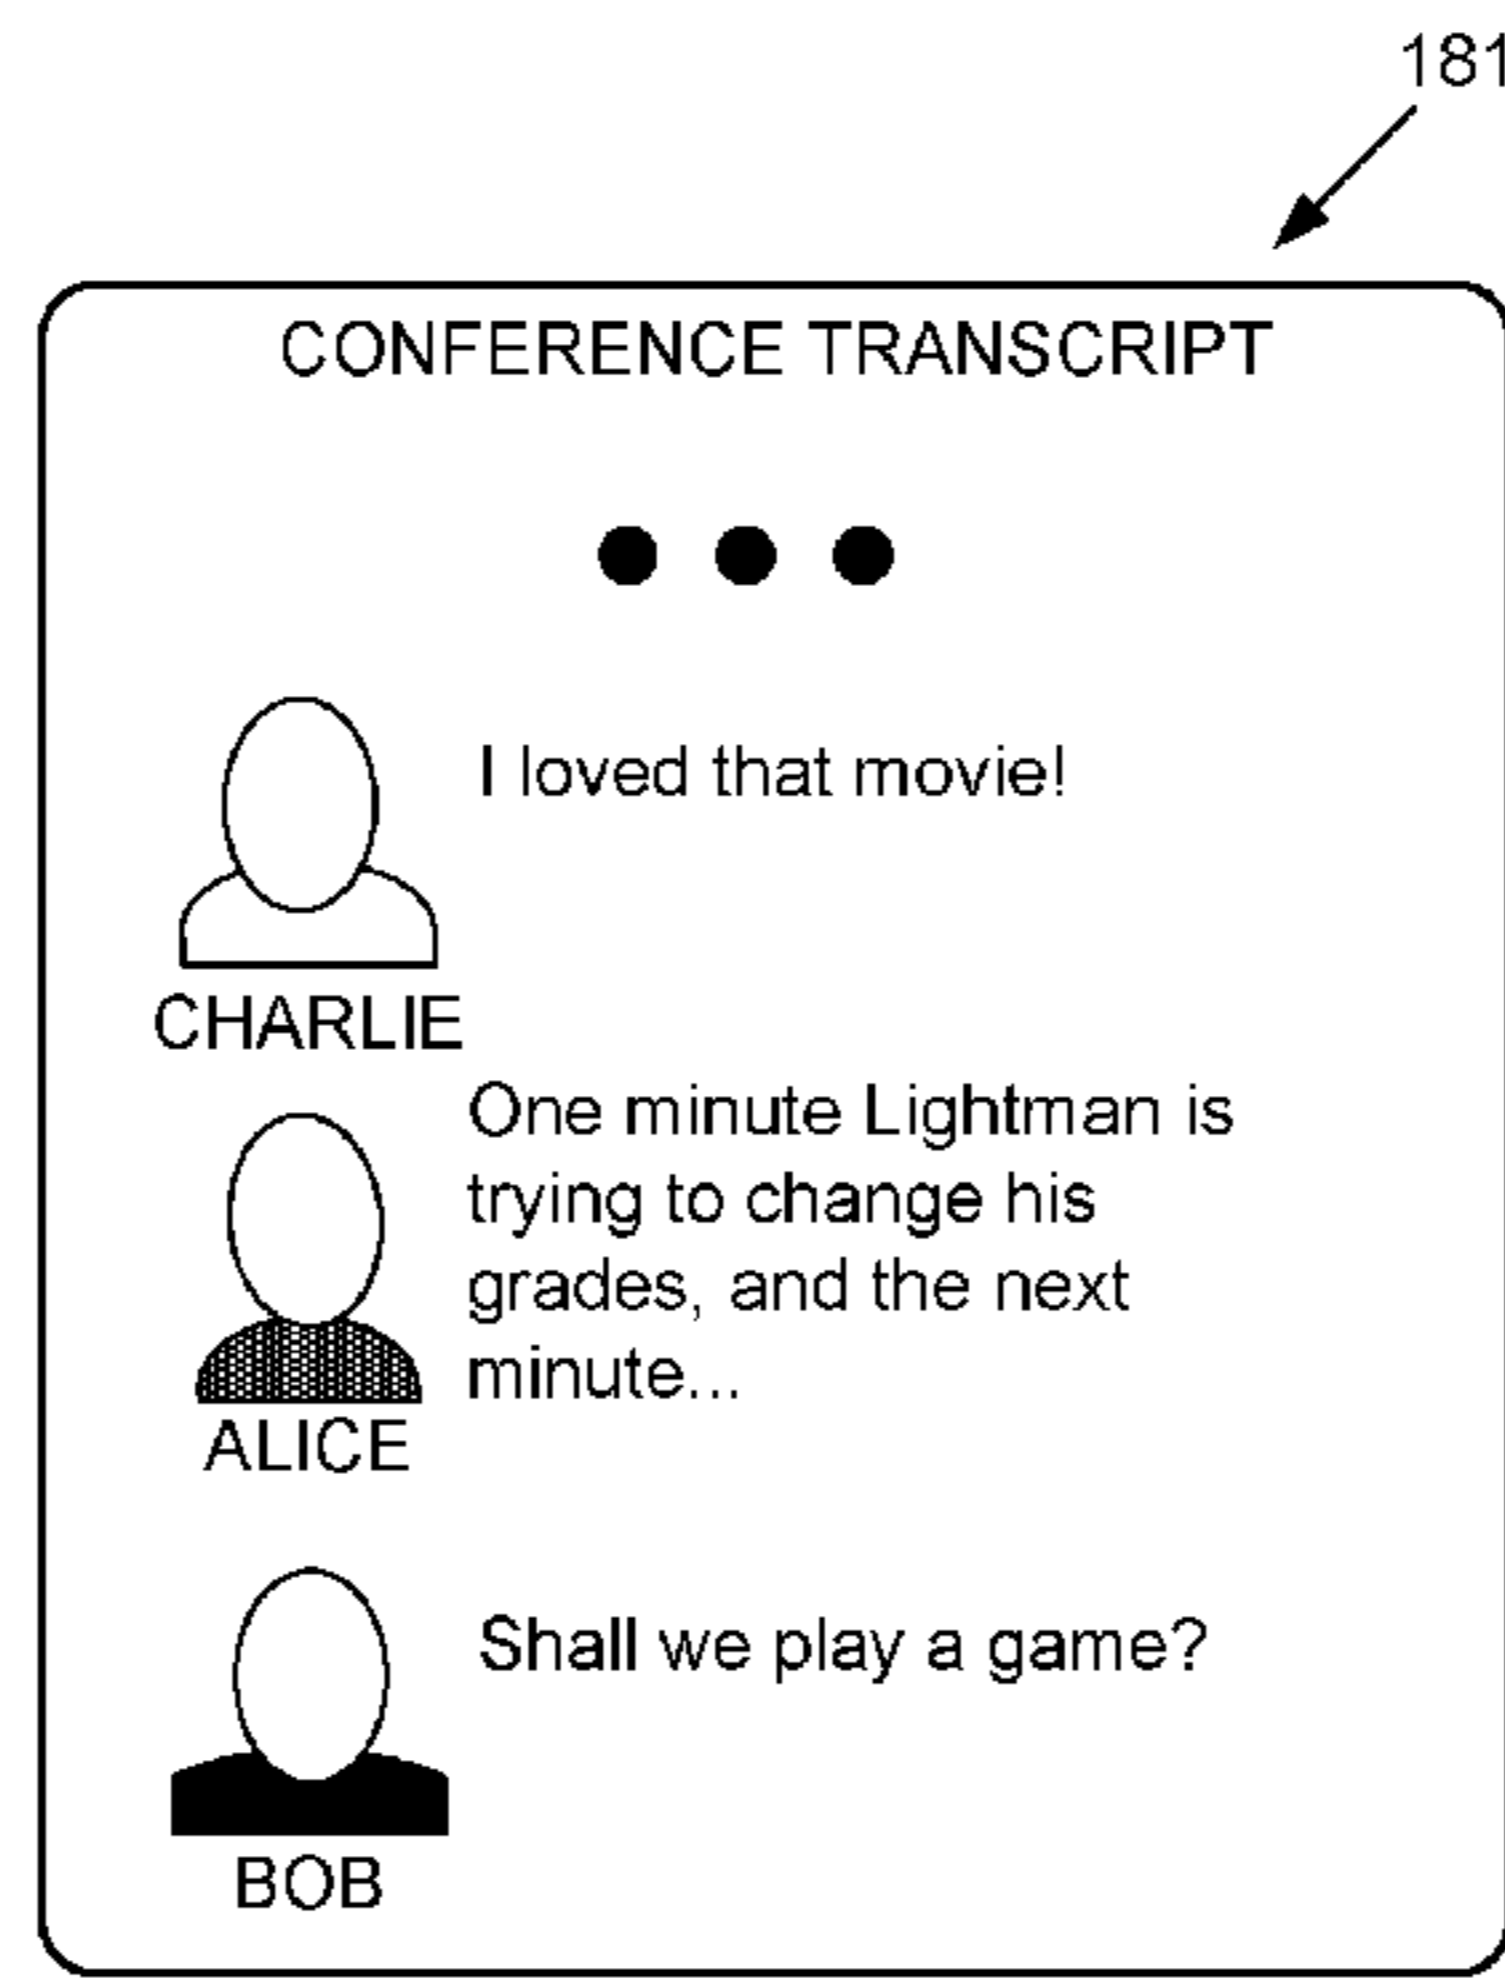 181
CONFERENCE TRANSCRIPT
I loved that movie!
CHARLIE
One minute Lightman is
trying to change his
grades, and the next
minute...
ALICE
Shall we play a game?
BOB